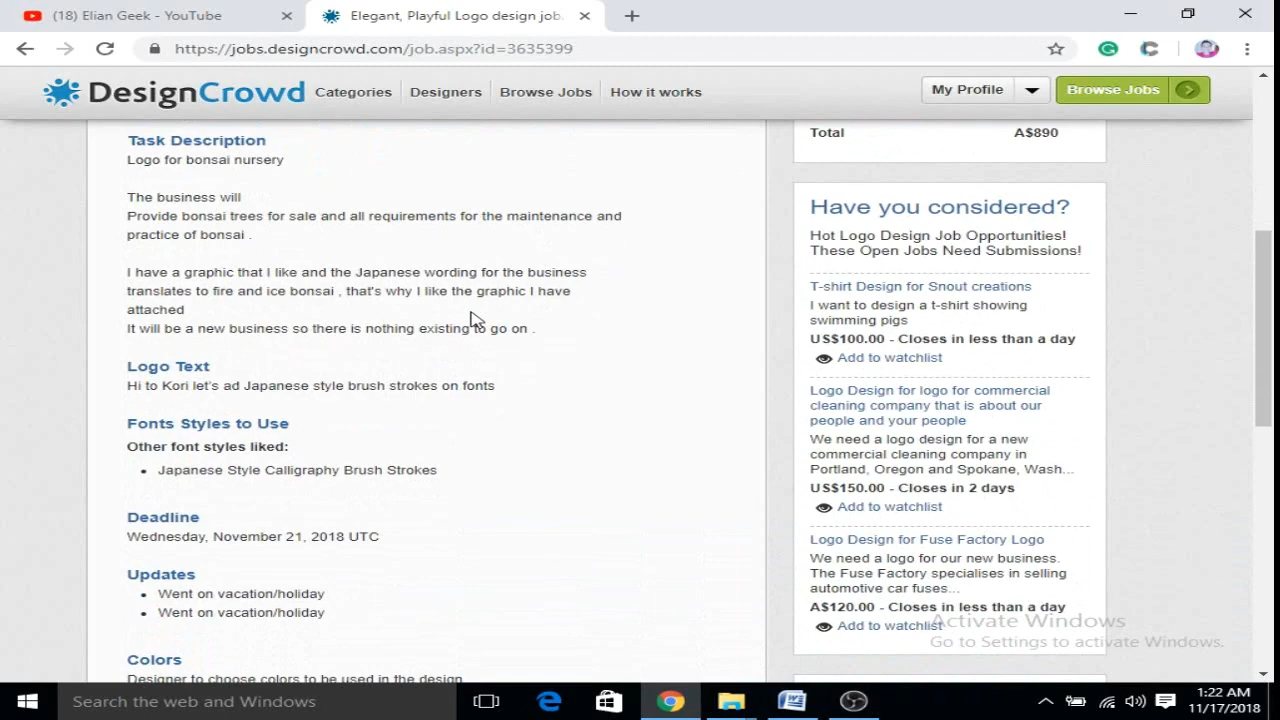 (18) Elian Geek - YouTube
Elegant, Playful Logo design job.
https://jobs.designcrowd.com/job.aspx?id=3635399
DesignCrowd
Categories
Designers
Browse Jobs
How it works
My Profile
Browse Jobs
Task Description
Logo for bonsai nursery
The business will
Provide bonsai trees for sale and all requirements for the maintenance and
practice of bonsai .
I have a graphic that I like and the Japanese wording for the business
translates to fire and ice bonsai , that's why I like the graphic I have
attached
It will be a new business so there is nothing existing to go on .
Logo Text
Hi to Kori let's ad Japanese style brush strokes on fonts
Fonts Styles to Use
Other font styles liked:
Japanese Style Calligraphy Brush Strokes
Deadline
Wednesday, November 21, 2018 UTC
Updates
Went on vacation/holiday
Went on vacation/holiday
Colors
Designer to choose colors to be used in the design
Total A$890
Have you considered?
Hot Logo Design Job Opportunities!
These Open Jobs Need Submissions!
T-shirt Design for Snout creations
I want to design a t-shirt showing
swimming pigs
US$100.00 - Closes in less than a day
Add to watchlist
Logo Design for logo for commercial
cleaning company that is about our
people and your people
We need a logo design for a new
commercial cleaning company in
Portland, Oregon and Spokane, Wash...
US$150.00 - Closes in 2 days
Add to watchlist
Logo Design for Fuse Factory Logo
We need a logo for our new business.
The Fuse Factory specialises in selling
automotive car fuses...
A$120.00 - Closes in less than a day
Add to watchlist
Activate Windows
Go to Settings to activate Windows.
Search the web and Windows
1:22 AM
11/17/2018